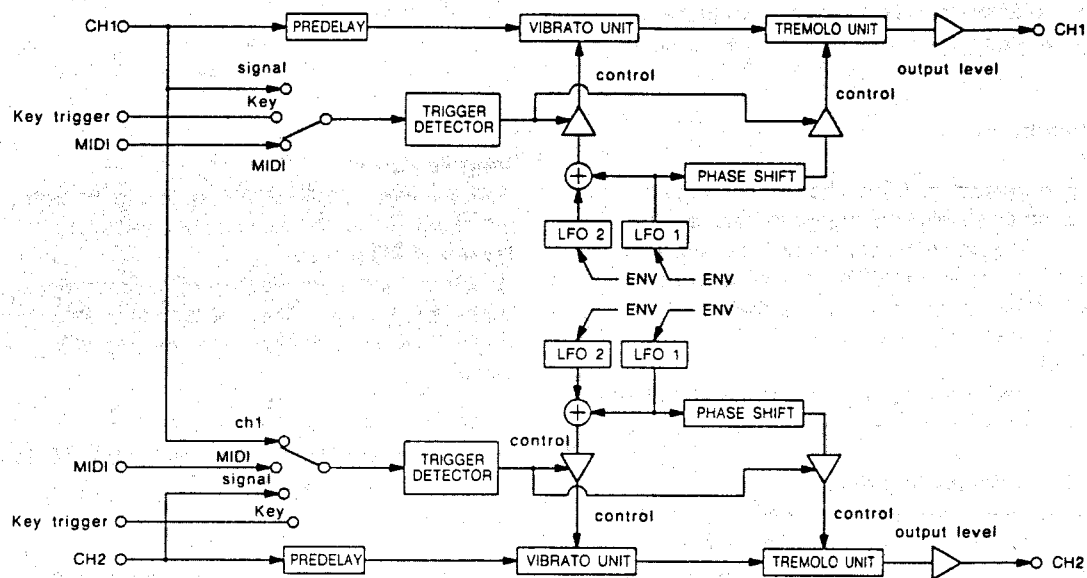 CH1 PREDELAY VIBRATO UNIT TREMOLO UNIT CH1
signal control output level
Key control
Key trigger TRIGGER
DETECTOR
MIDI
MIDI
PHASE SHIFT
LFO 2 LFO 1
ENV ENV
ENV ENV
LFO 2 LFO 1
PHASE SHIFT
ch1 control
MIDI MIDI TRIGGER
DETECTOR
signal
Key trigger Key control control output level
CH2 PREDELAY VIBRATO UNIT TREMOLO UNIT CH2